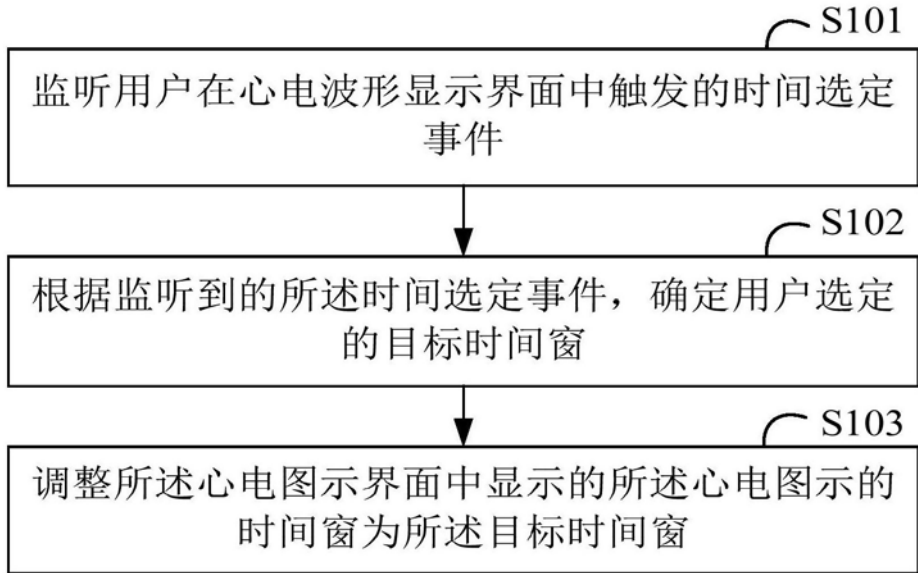 S101
监听用户在心电波形显示界面中触发的时间选定
事件
S102
根据监听到的所述时间选定事件，确定用户选定
的目标时间窗
S103
调整所述心电图示界面中显示的所述心电图示的
时间窗为所述目标时间窗